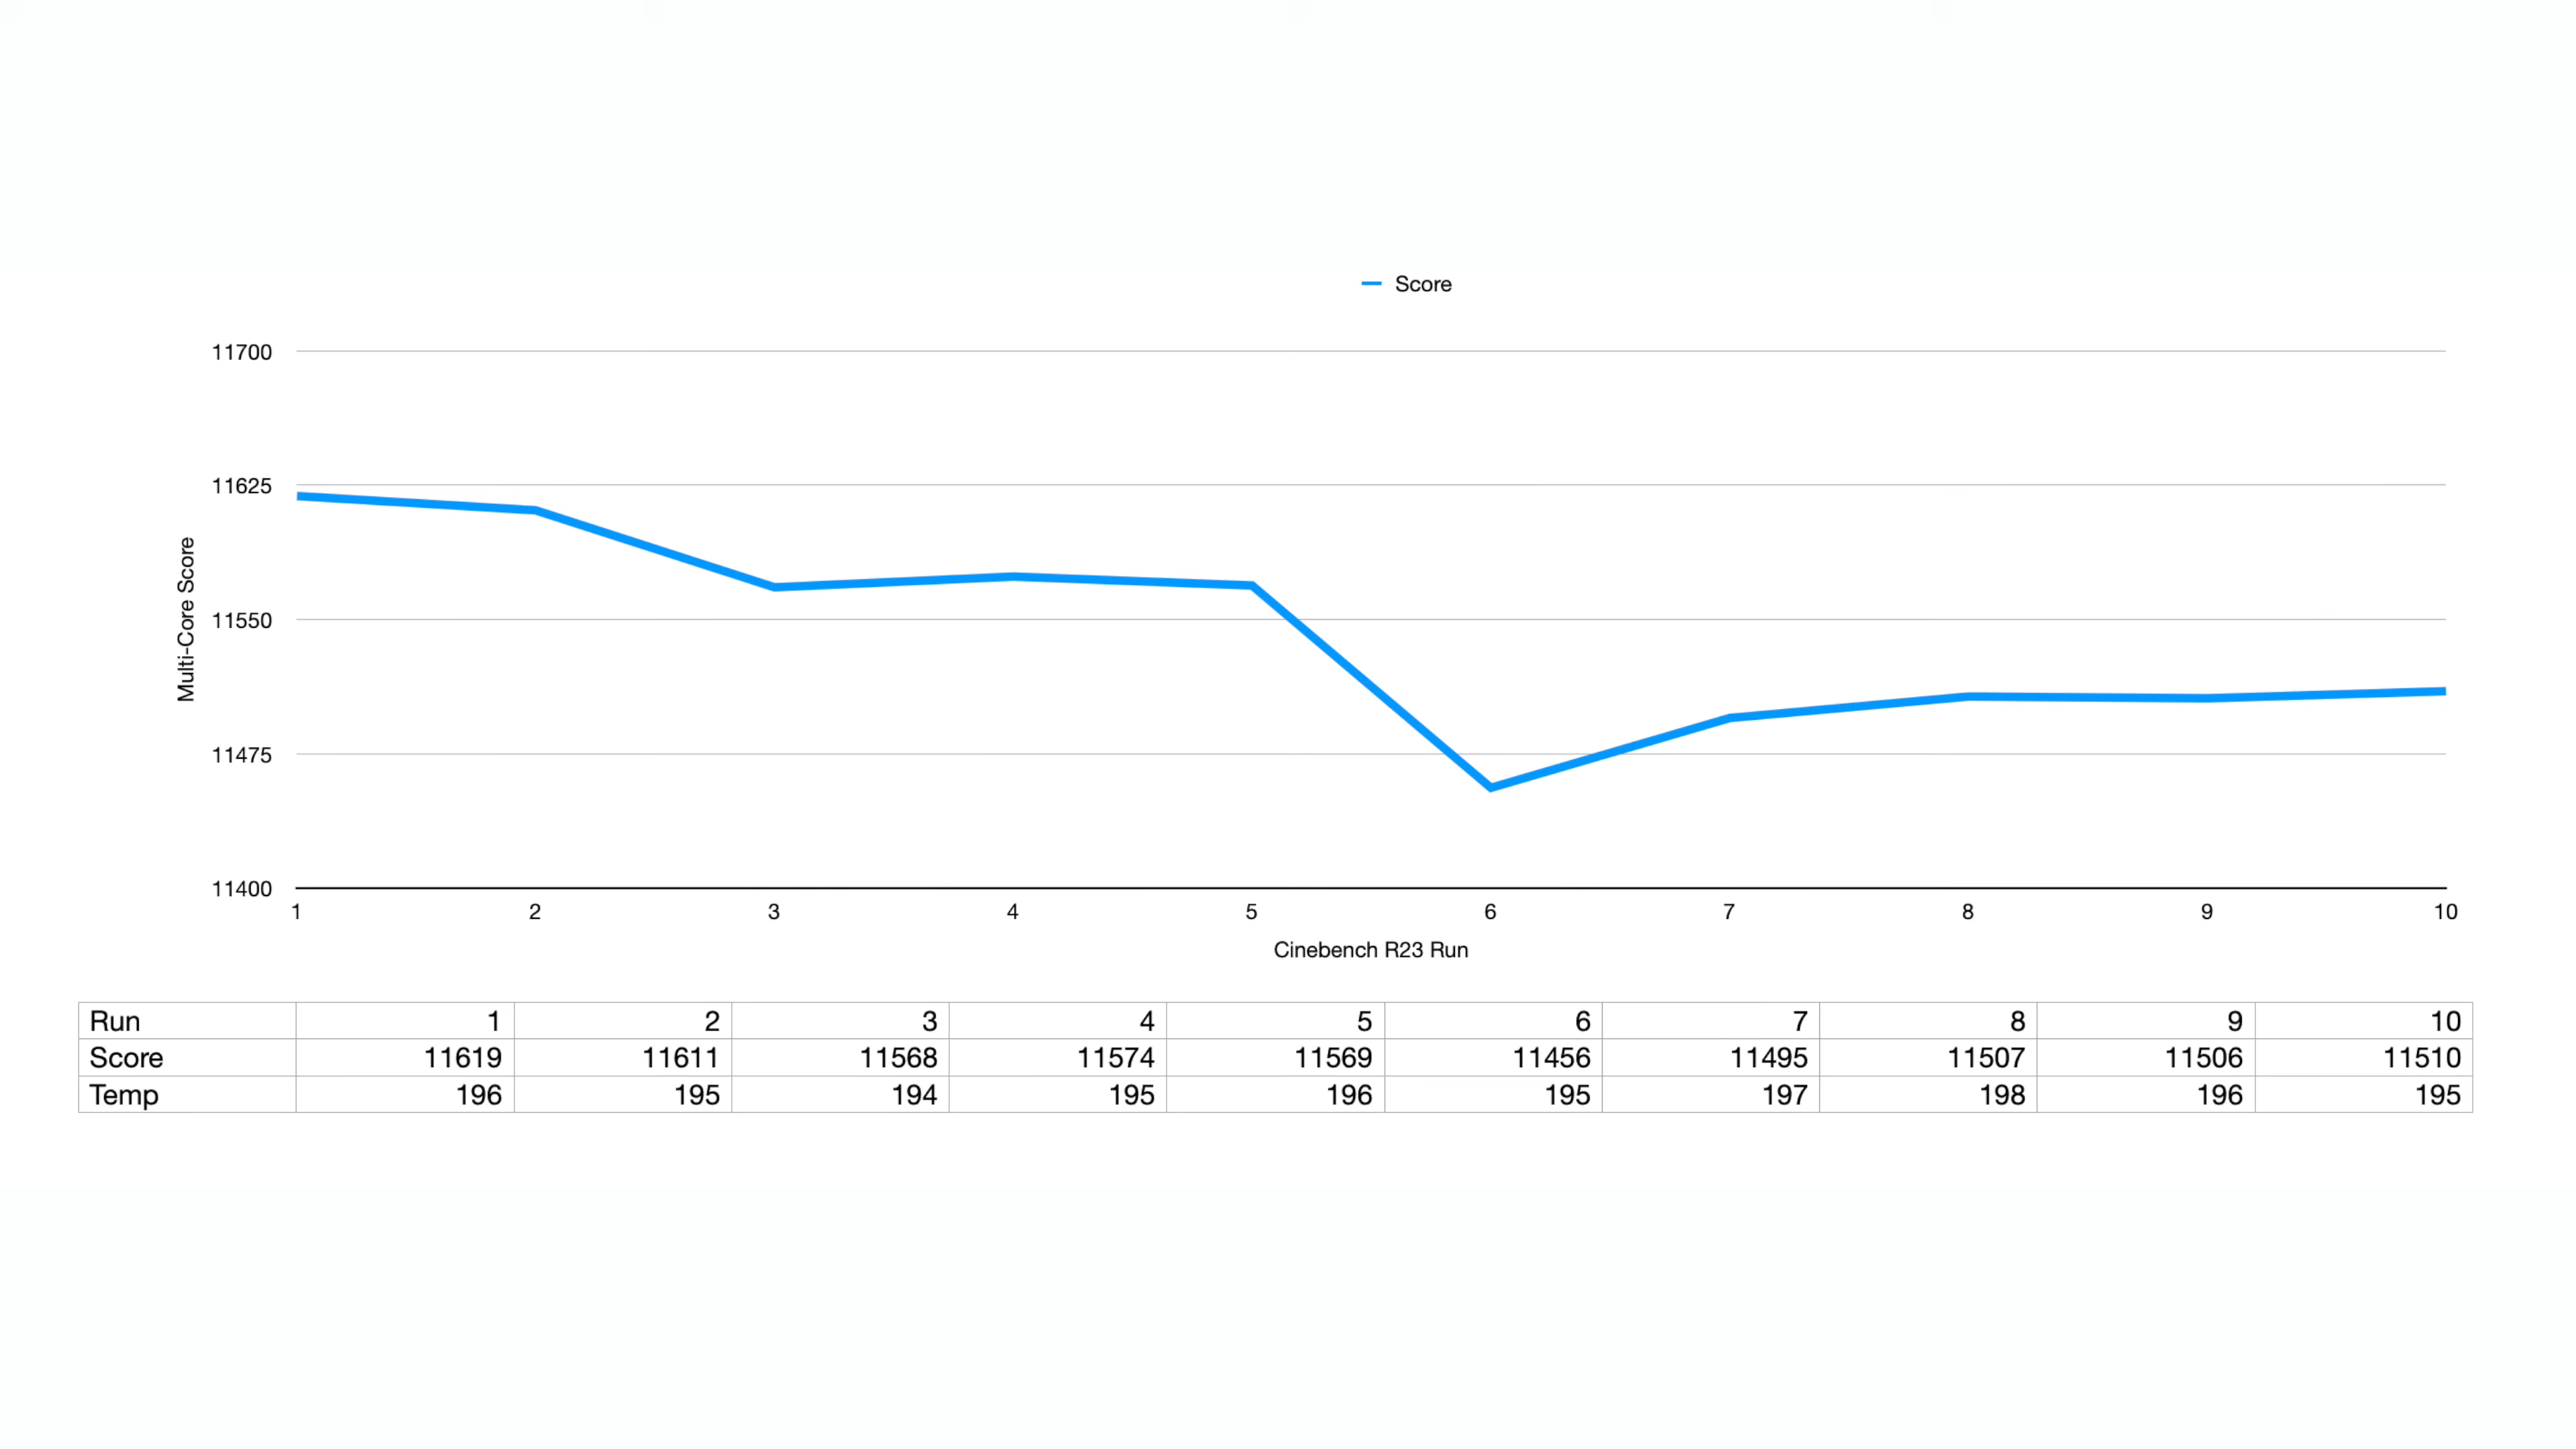 Score
11700
11625
11550
11475
11400
Multi-Core Score
1 2 3 4 5 6 7 8 9 10
Cinebench R23 Run
Run 1 2 3 4 5 6 7 8 9 10
Score 11619 11611 11568 11574 11569 11456 11495 11507 11506 11510
Temp 196 195 194 195 196 195 197 198 196 195